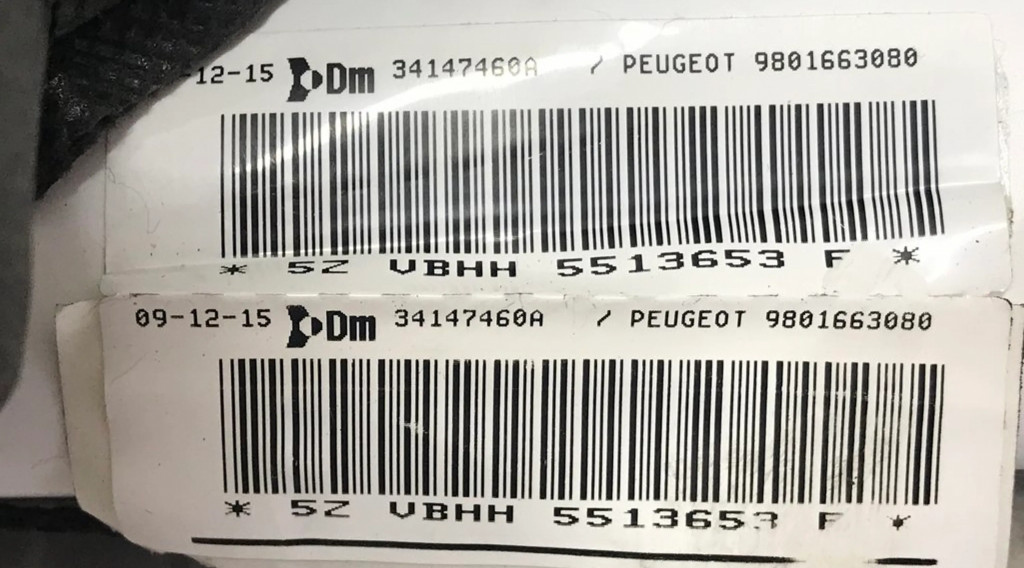 -12-15 Dm 34147460A / PEUGEOT 9801663080
* 5Z VBHH 5513653 F *
09-12-15 Dm 34147460A / PEUGEOT 9801663080
* 5Z VBHH 5513653 F *